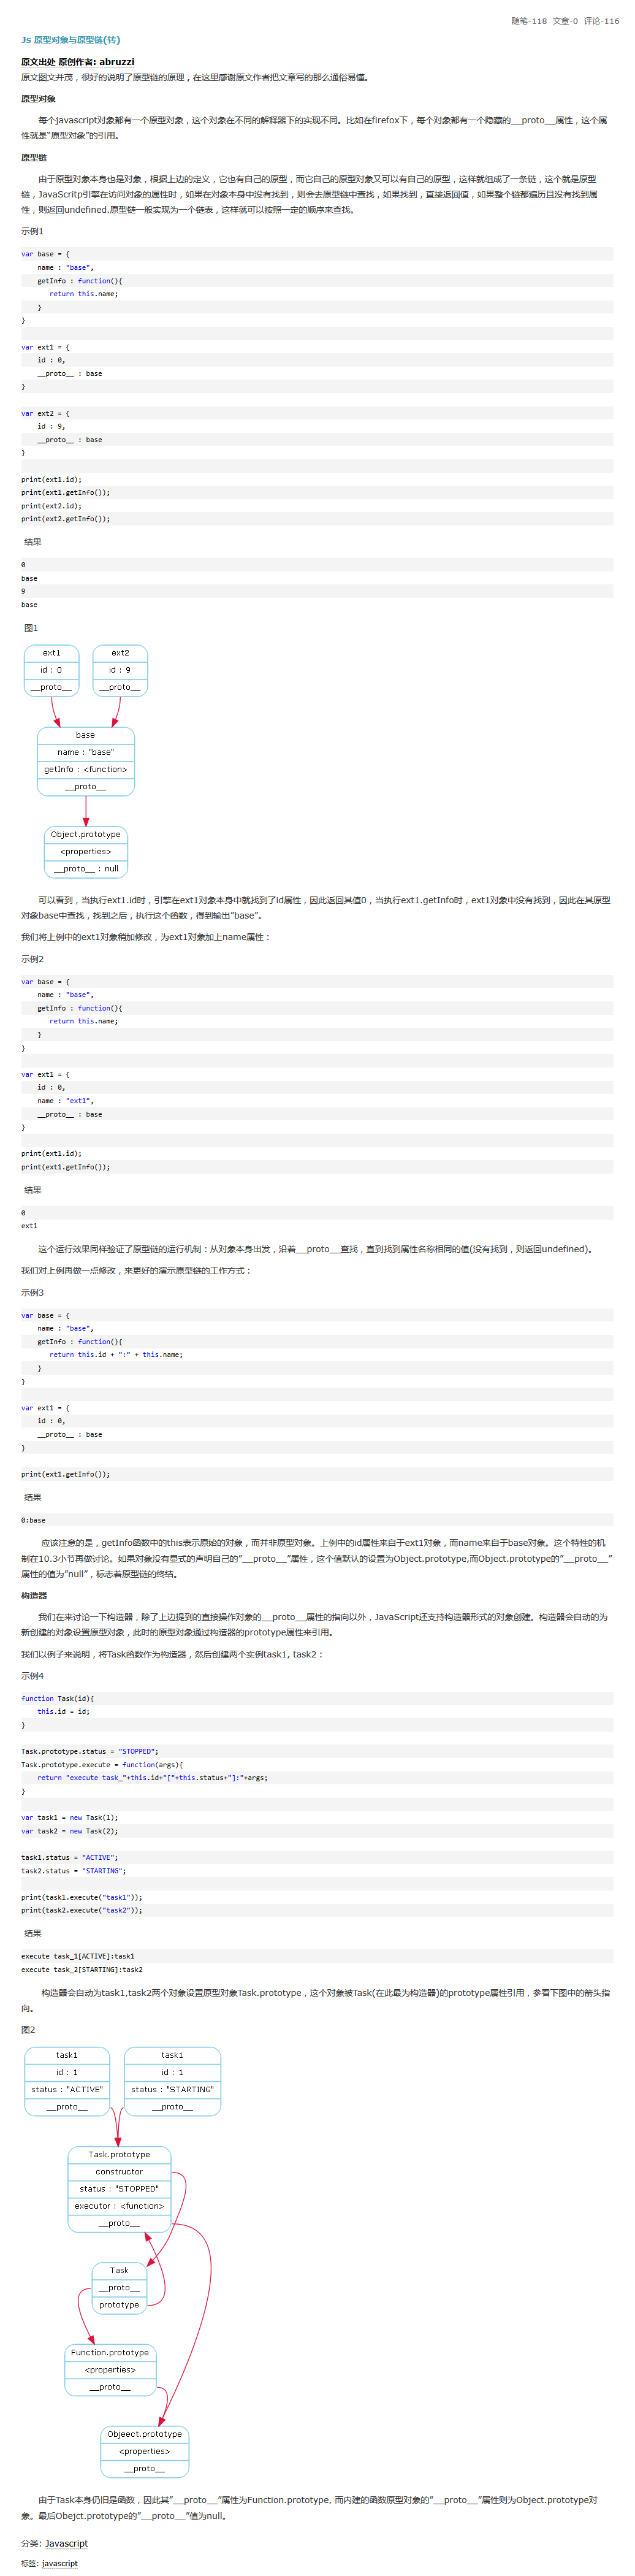 随笔-118 文章-0 评论-116
Js 原型对象与原型链(转)
原文出处 原创作者: abruzzi
原文图文并茂，很好的说明了原型链的原理，在这里感谢原文作者把文章写的那么通俗易懂。
原型对象
每个javascript对象都有一个原型对象，这个对象在不同的解释器下的实现不同。比如在firefox下，每个对象都有一个隐藏的__proto__属性，这个属
性就是“原型对象”的引用。
原型链
由于原型对象本身也是对象，根据上边的定义，它也有自己的原型，而它自己的原型对象又可以有自己的原型，这样就组成了一条链，这个就是原型
链，JavaScritp引擎在访问对象的属性时，如果在对象本身中没有找到，则会去原型链中查找，如果找到，直接返回值，如果整个链都遍历且没有找到属
性，则返回undefined.原型链一般实现为一个链表，这样就可以按照一定的顺序来查找。
示例1
var base = {
name : "base",
getInfo : function(){
return this.name;
}
}
var ext1 = {
id : 0,
__proto__ : base
}
var ext2 = {
id : 9,
__proto__ : base
}
print(ext1.id);
print(ext1.getInfo());
print(ext2.id);
print(ext2.getInfo());
结果
0
base
9
base
图1
ext1 ext2
id : 0 id : 9
__proto__ __proto__
base
name : "base"
getInfo : <function>
__proto__
Object.prototype
<properties>
__proto__ : null
可以看到，当执行ext1.id时，引擎在ext1对象本身中就找到了id属性，因此返回其值0，当执行ext1.getInfo时，ext1对象中没有找到，因此在其原型
对象base中查找，找到之后，执行这个函数，得到输出”base”。
我们将上例中的ext1对象稍加修改，为ext1对象加上name属性：
示例2
var base = {
name : "base",
getInfo : function(){
return this.name;
}
}
var ext1 = {
id : 0,
name : "ext1",
__proto__ : base
}
print(ext1.id);
print(ext1.getInfo());
结果
0
ext1
这个运行效果同样验证了原型链的运行机制：从对象本身出发，沿着__proto__查找，直到找到属性名称相同的值(没有找到，则返回undefined)。
我们对上例再做一点修改，来更好的演示原型链的工作方式：
示例3
var base = {
name : "base",
getInfo : function(){
return this.id + ":" + this.name;
}
}
var ext1 = {
id : 0,
__proto__ : base
}
print(ext1.getInfo());
结果
0:base
应该注意的是，getInfo函数中的this表示原始的对象，而并非原型对象。上例中的id属性来自于ext1对象，而name来自于base对象。这个特性的机
制在10.3小节再做讨论。如果对象没有显式的声明自己的”__proto__”属性，这个值默认的设置为Object.prototype,而Object.prototype的”__proto__”
属性的值为”null”，标志着原型链的终结。
构造器
我们在来讨论一下构造器，除了上边提到的直接操作对象的__proto__属性的指向以外，JavaScript还支持构造器形式的对象创建。构造器会自动的为
新创建的对象设置原型对象，此时的原型对象通过构造器的prototype属性来引用。
我们以例子来说明，将Task函数作为构造器，然后创建两个实例task1, task2：
示例4
function Task(id){
this.id = id;
}
Task.prototype.status = "STOPPED";
Task.prototype.execute = function(args){
return "execute task_"+this.id+"["+this.status+"]:"+args;
}
var task1 = new Task(1);
var task2 = new Task(2);
task1.status = "ACTIVE";
task2.status = "STARTING";
print(task1.execute("task1"));
print(task2.execute("task2"));
结果
execute task_1[ACTIVE]:task1
execute task_2[STARTING]:task2
构造器会自动为task1,task2两个对象设置原型对象Task.prototype，这个对象被Task(在此最为构造器)的prototype属性引用，参看下图中的箭头指
向。
图2
task1 task1
id : 1 id : 1
status : "ACTIVE" status : "STARTING"
__proto__ __proto__
Task.prototype
constructor
status : "STOPPED"
executor : <function>
__proto__
Task
__proto__
prototype
Function.prototype
<properties>
__proto__
Objeect.prototype
<properties>
__proto__
由于Task本身仍旧是函数，因此其”__proto__”属性为Function.prototype, 而内建的函数原型对象的”__proto__”属性则为Object.prototype对
象。最后Obejct.prototype的”__proto__”值为null。
分类: Javascript
标签: javascript